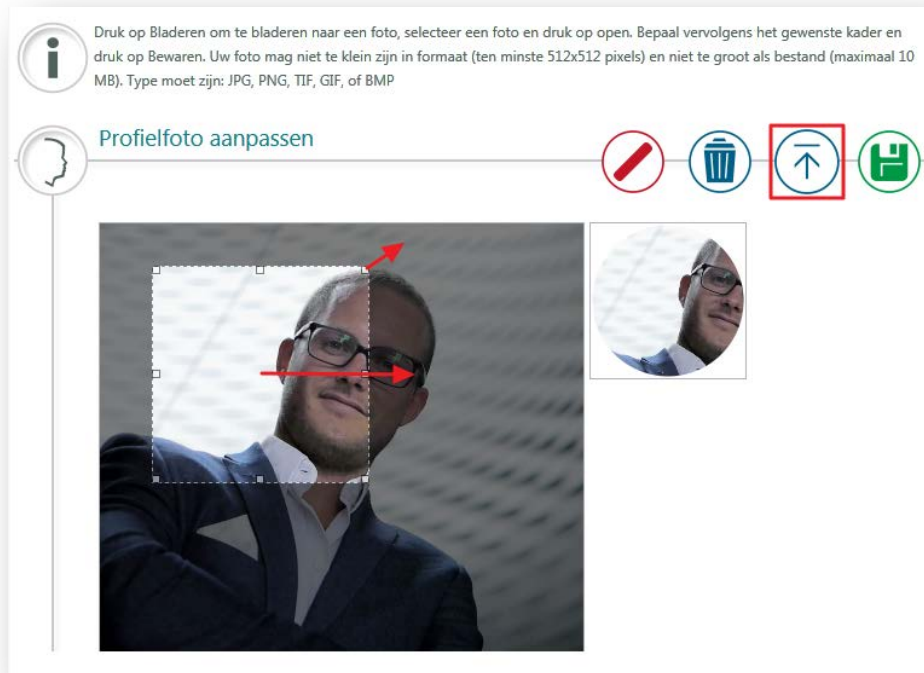 Druk op Bladeren om te bladeren naar een foto, selecteer een foto en druk op open. Bepaal vervolgens het gewenste kader en
druk op Bewaren. Uw foto mag niet te klein zijn in formaat (ten minste 512x512 pixels) en niet te groot als bestand (maximaal 10
MB). Type moet zijn: JPG, PNG, TIF, GIF, of BMP
Profielfoto aanpassen